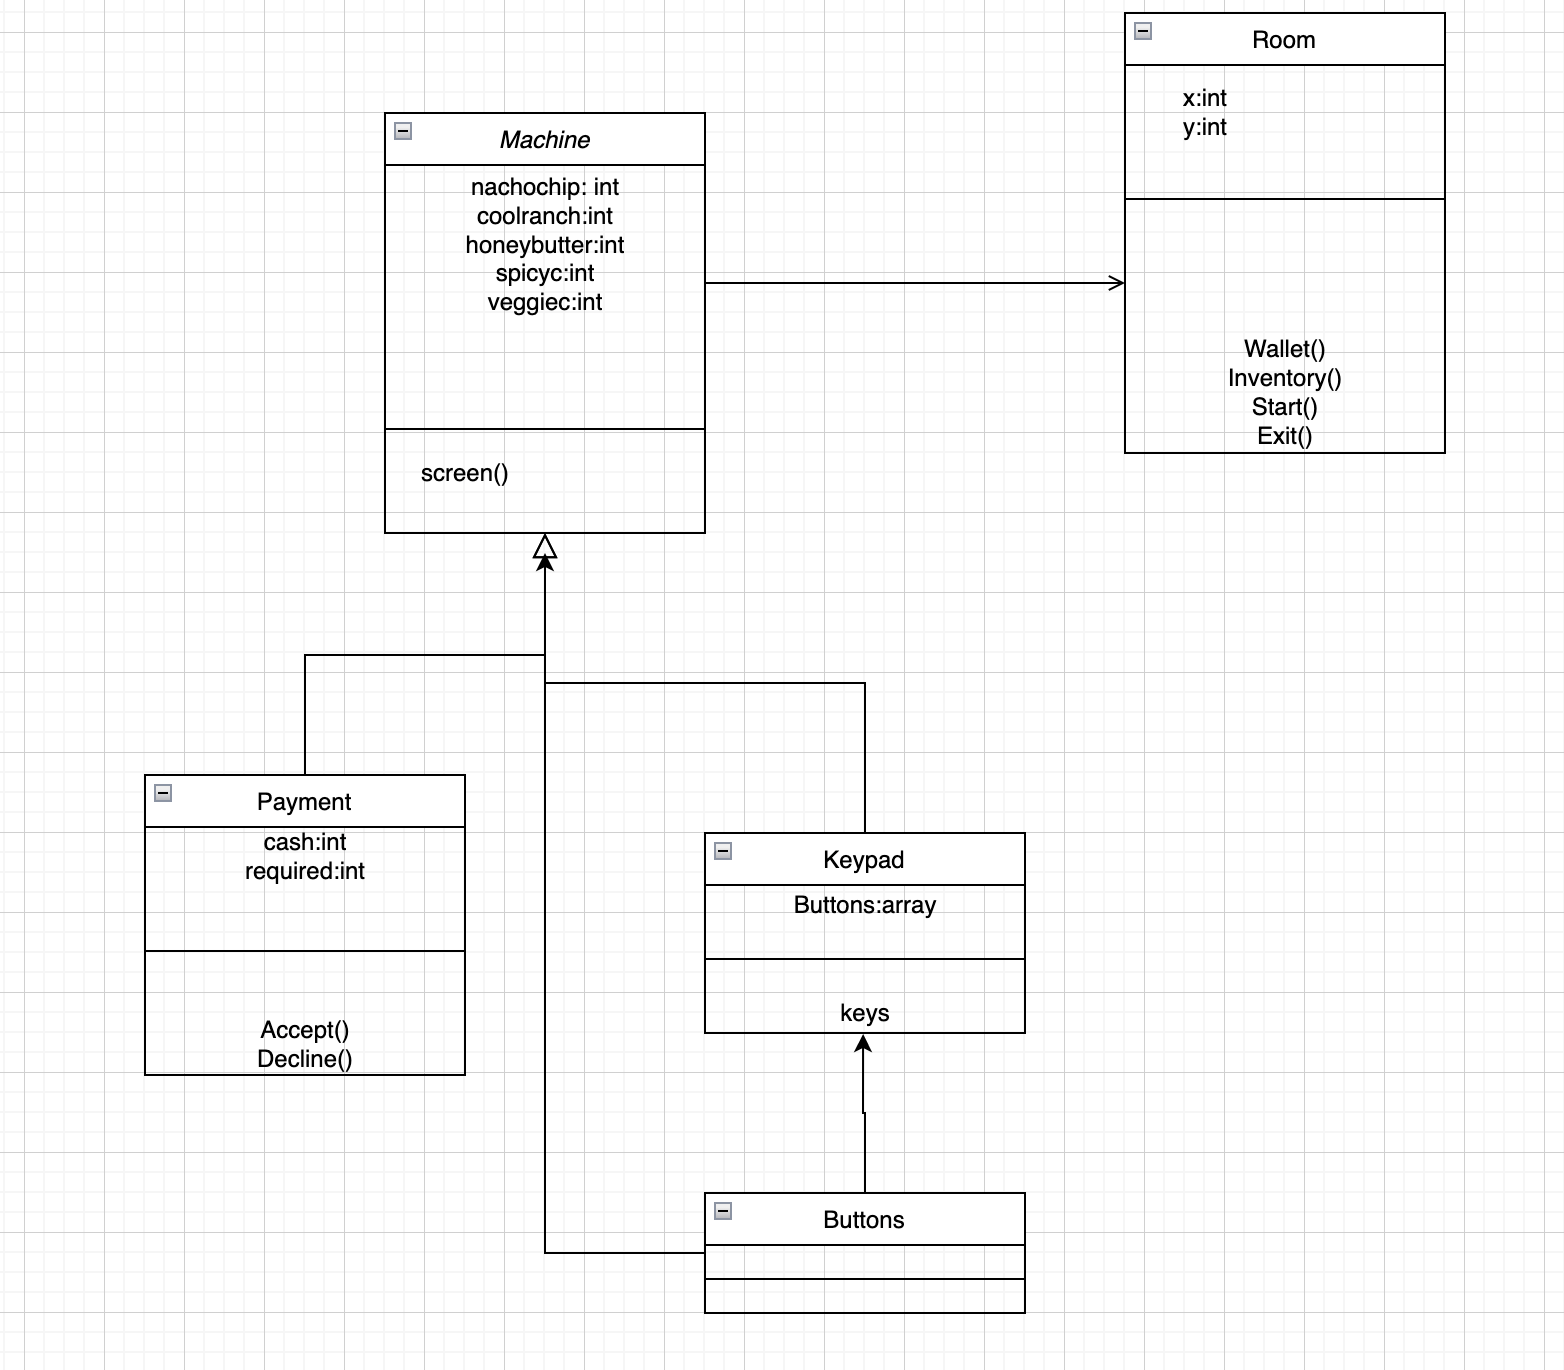 Room
x:int
y:int
Wallet()
Inventory()
Start()
Exit()
Machine
nachochip: int
coolranch:int
honeybutter:int
spicyc:int
veggiec:int
screen()
Payment
cash:int
required:int
Accept()
Decline()
Keypad
Buttons:array
keys
Buttons